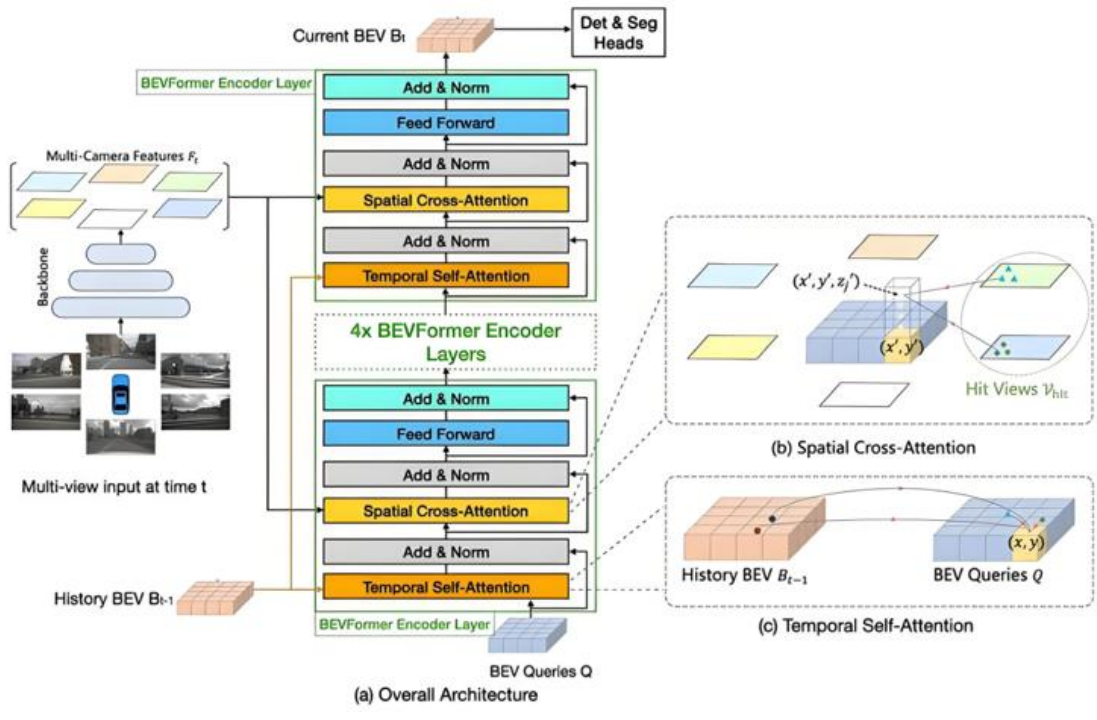 Current BEV Bt
Det & Seg
Heads
BEVFormer Encoder Layer
Add & Norm
Feed Forward
Add & Norm
Spatial Cross-Attention
Add & Norm
Temporal Self-Attention
Multi-Camera Features Ft
Backbone
Multi-view input at time t
4x BEVFormer Encoder
Layers
Add & Norm
Feed Forward
Add & Norm
Spatial Cross-Attention
Add & Norm
Temporal Self-Attention
BEVFormer Encoder Layer
History BEV Bt-1
BEV Queries Q
(a) Overall Architecture
(x′, y′, zj′)
(x′, y′)
Hit Views Vhit
(b) Spatial Cross-Attention
(x, y)
History BEV Bt−1
BEV Queries Q
(c) Temporal Self-Attention